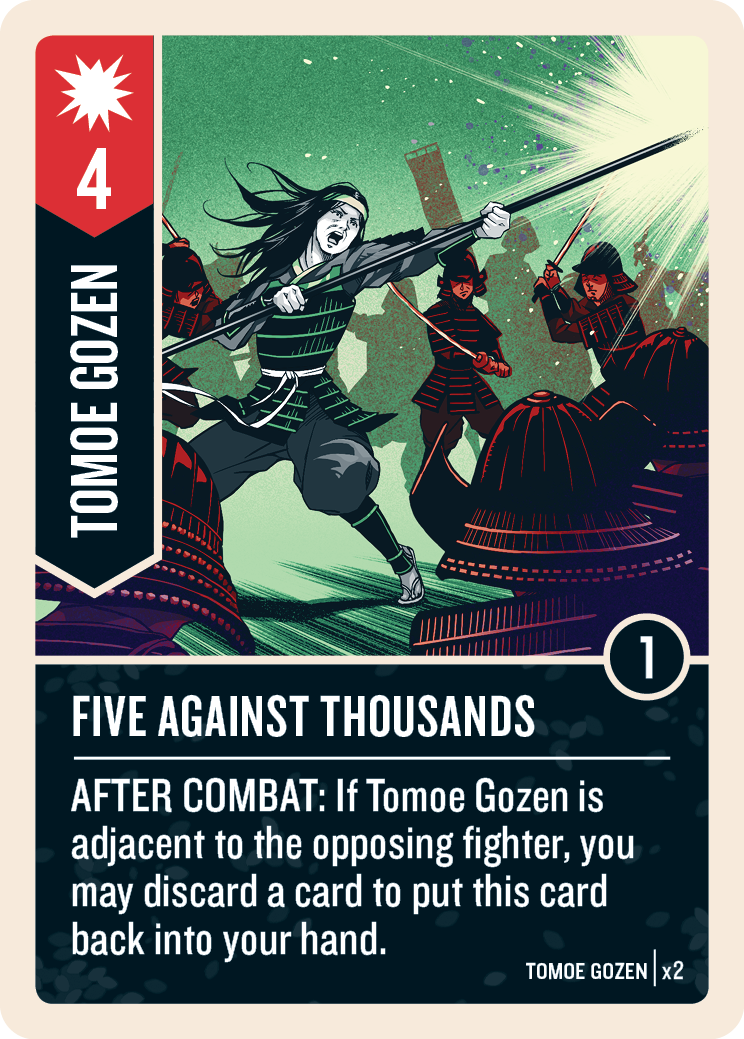 4
TOMOE GOZEN
1
FIVE AGAINST THOUSANDS
AFTER COMBAT: If Tomoe Gozen is
adjacent to the opposing fighter, you
may discard a card to put this card
back into your hand.
TOMOE GOZEN x2